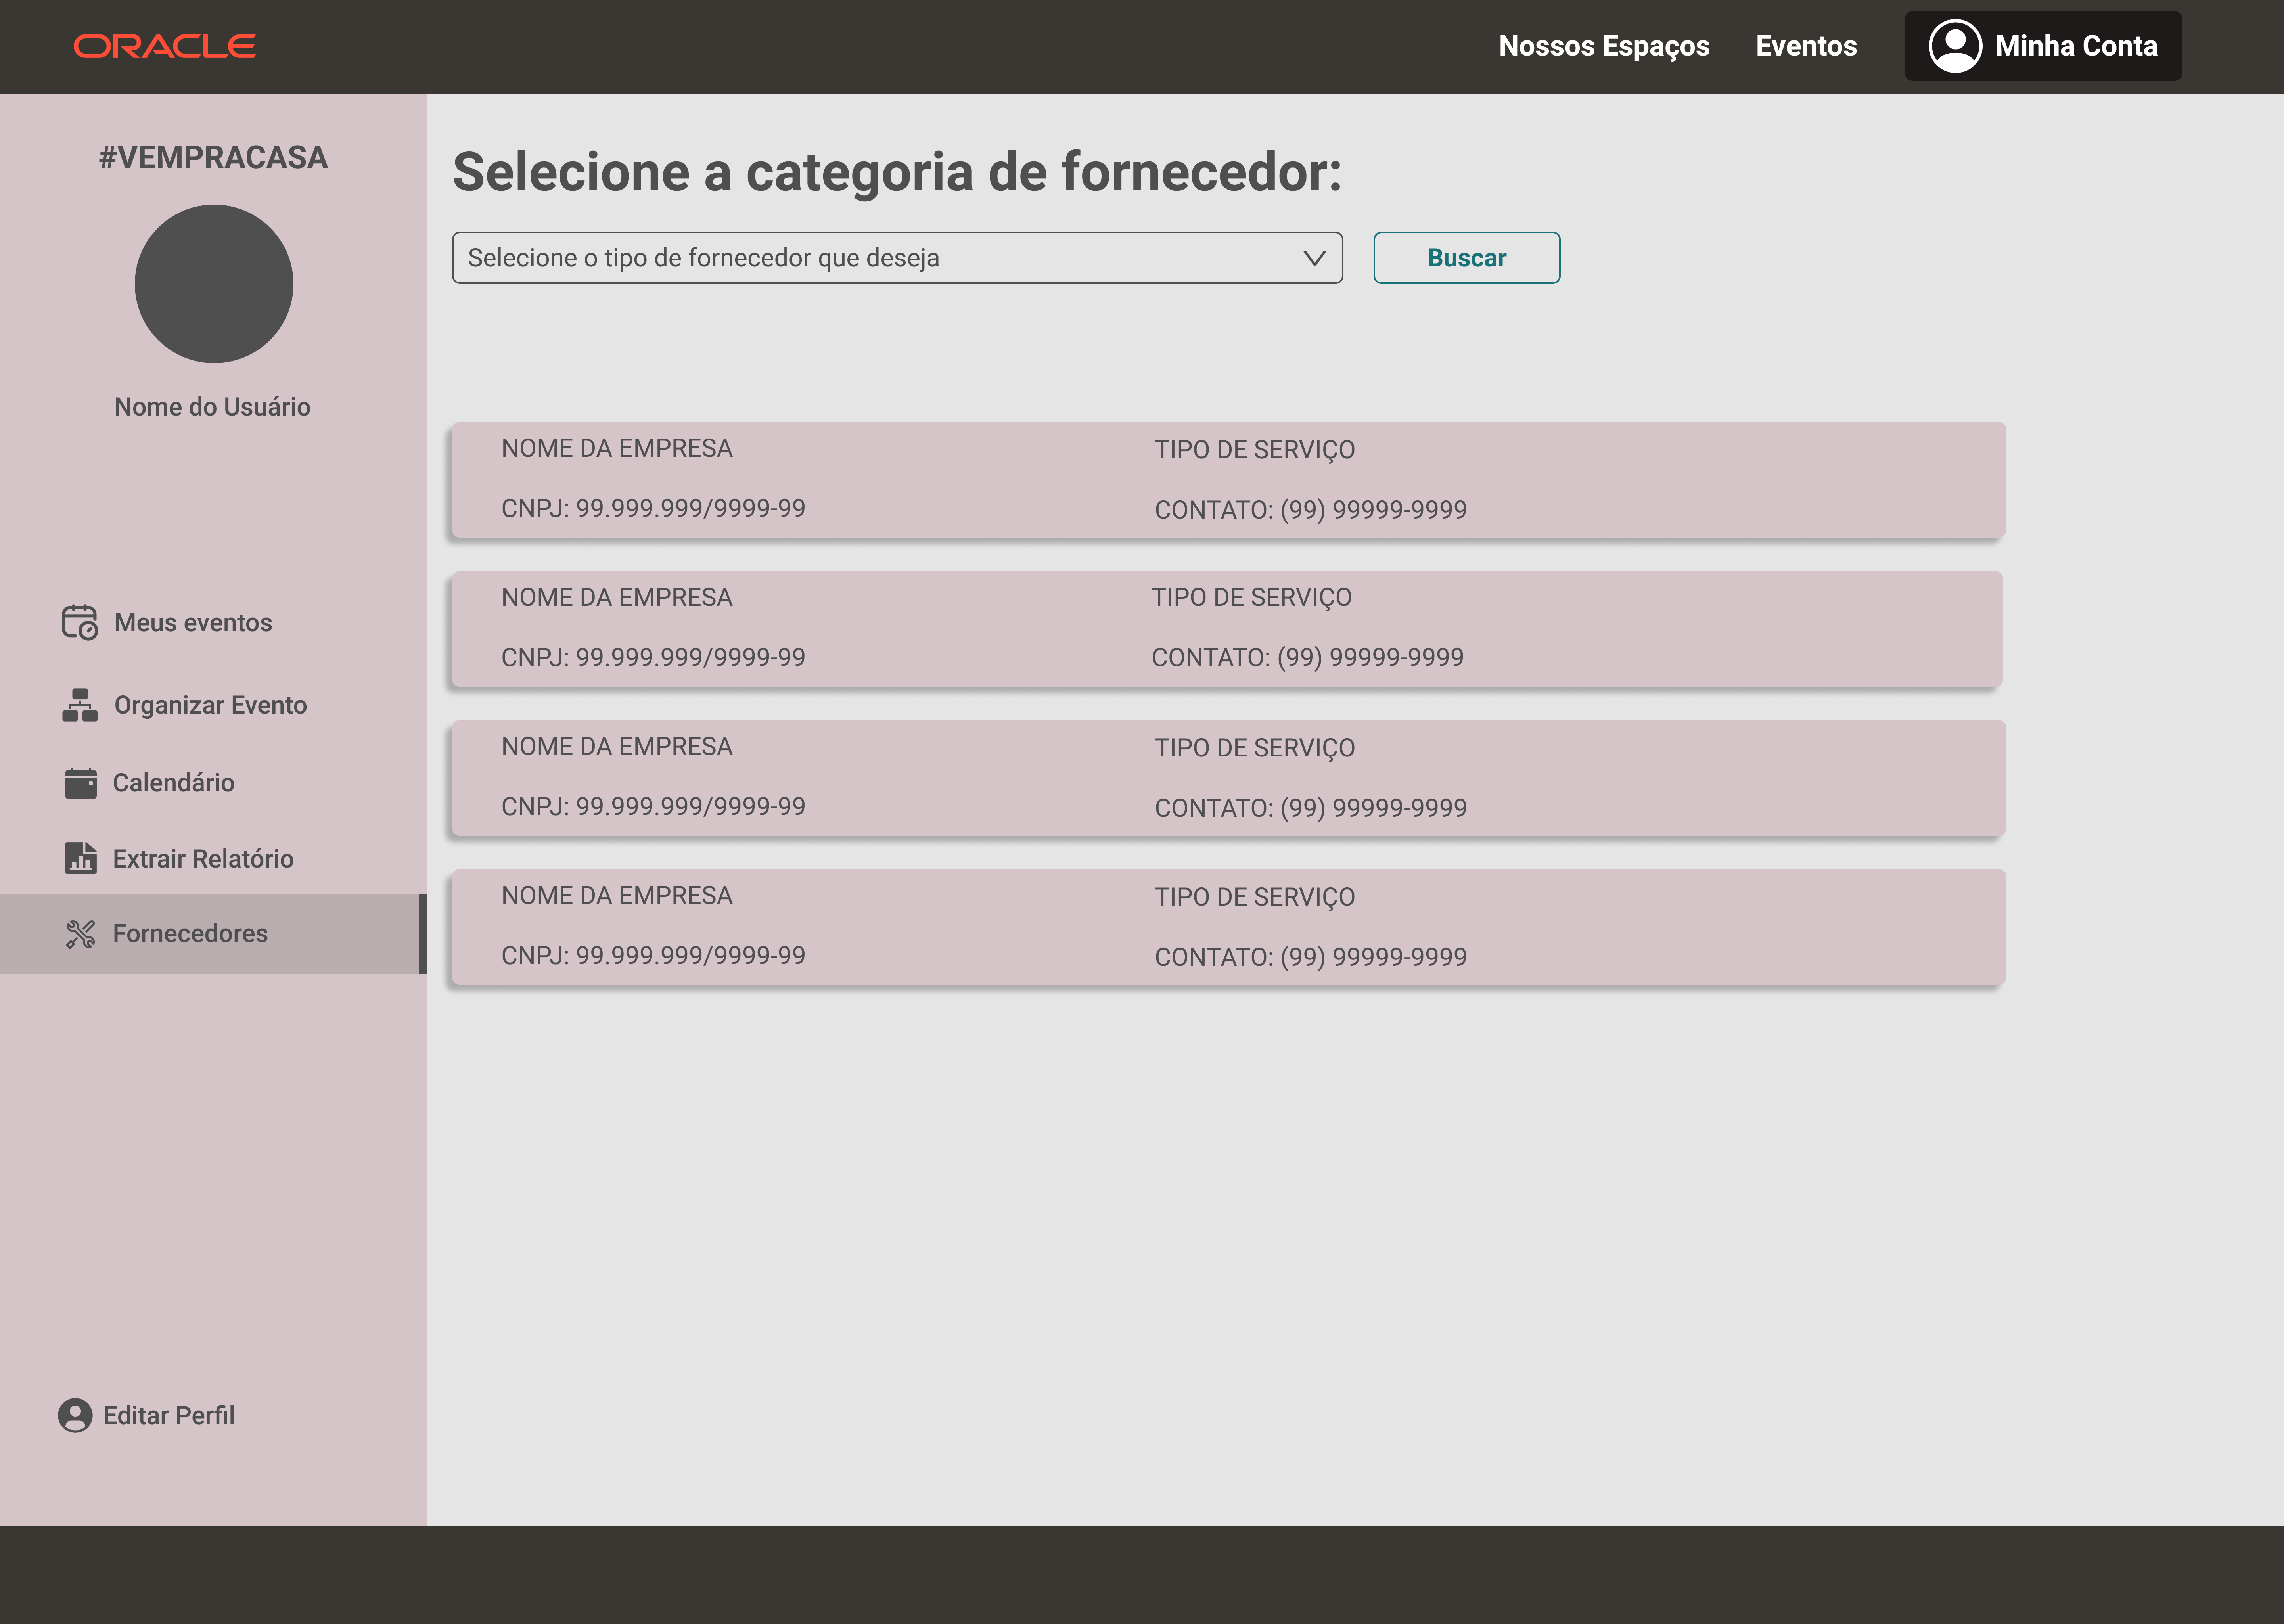 ORACLE
Nossos Espaços
Eventos
Minha Conta
#VEMPRACASA
Nome do Usuário
Meus eventos
Organizar Evento
Calendário
Extrair Relatório
Fornecedores
Editar Perfil
Selecione a categoria de fornecedor:
Selecione o tipo de fornecedor que deseja
Buscar
NOME DA EMPRESA
TIPO DE SERVIÇO
CNPJ: 99.999.999/9999-99
CONTATO: (99) 99999-9999
NOME DA EMPRESA
TIPO DE SERVIÇO
CNPJ: 99.999.999/9999-99
CONTATO: (99) 99999-9999
NOME DA EMPRESA
TIPO DE SERVIÇO
CNPJ: 99.999.999/9999-99
CONTATO: (99) 99999-9999
NOME DA EMPRESA
TIPO DE SERVIÇO
CNPJ: 99.999.999/9999-99
CONTATO: (99) 99999-9999